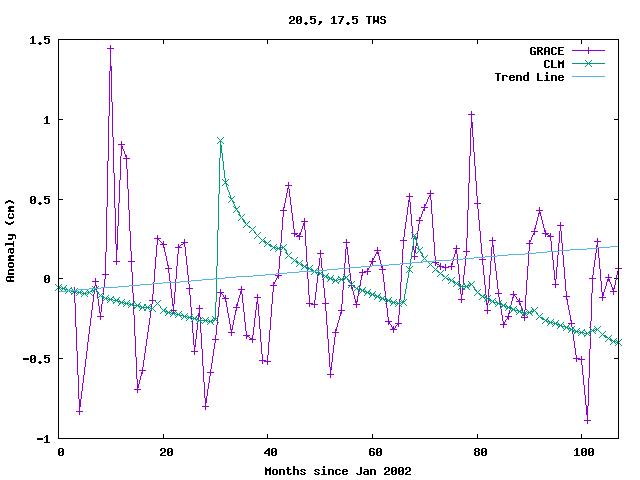 20.5, 17.5 TWS
GRACE
CLM
Trend Line
Anomaly (cm)
1.5
1
0.5
0
-0.5
-1
0 20 40 60 80 100
Months since Jan 2002